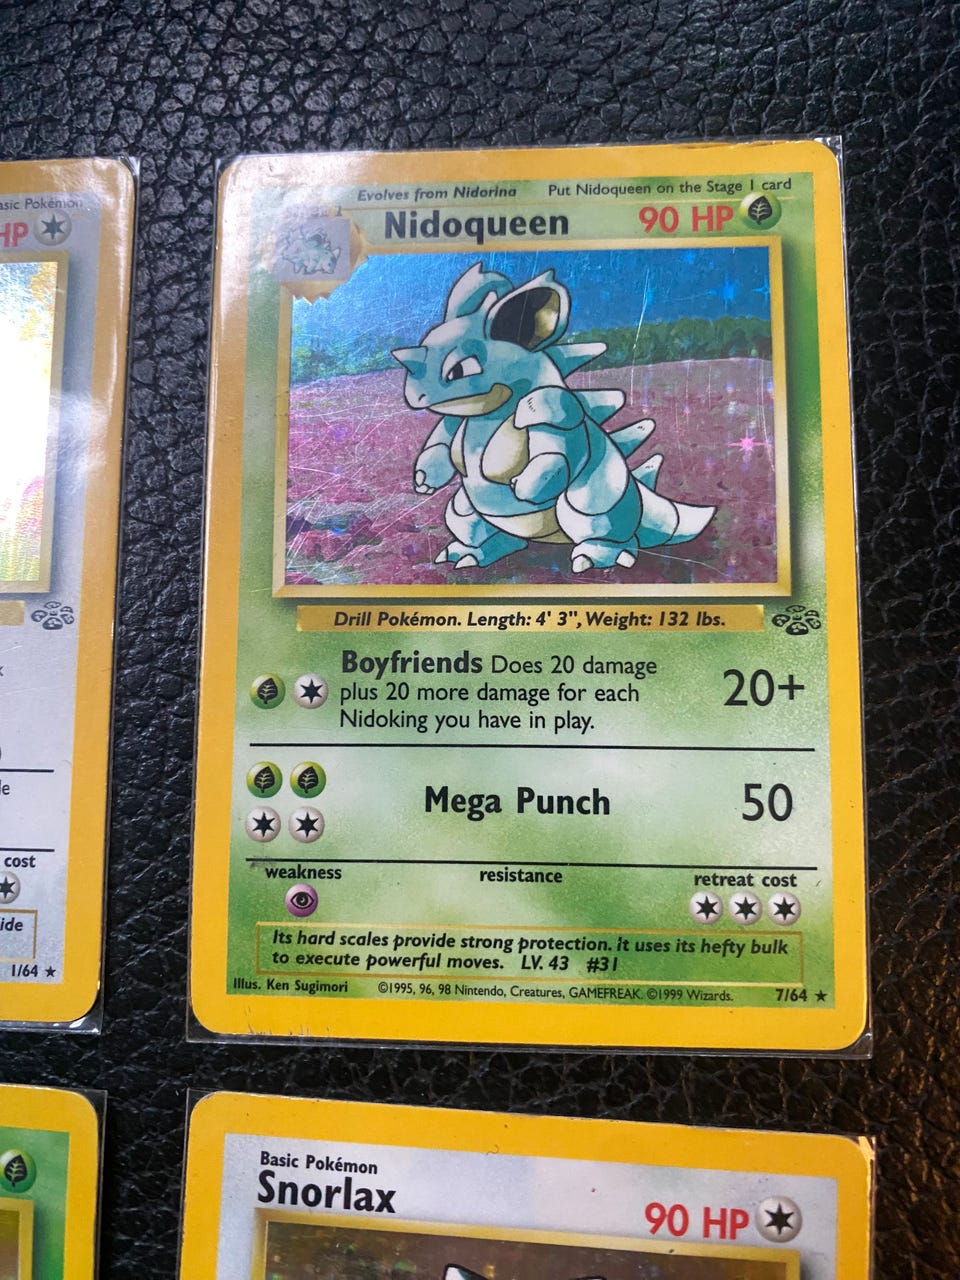 Evolves from Nidorina Put Nidoqueen on the Stage 1 card
Nidoqueen 90 HP
Drill Pokémon. Length: 4' 3", Weight: 132 lbs.
Boyfriends Does 20 damage
plus 20 more damage for each
Nidoking you have in play.
20+
Mega Punch 50
weakness resistance retreat cost
Its hard scales provide strong protection. It uses its hefty bulk
to execute powerful moves. LV. 43 #31
Illus. Ken Sugimori ©1995, 96, 98 Nintendo, Creatures, GAMEFREAK. ©1999 Wizards. 7/64 ★
Pokémon
HP
cost
1/64 ★
Basic Pokémon
Snorlax
90 HP